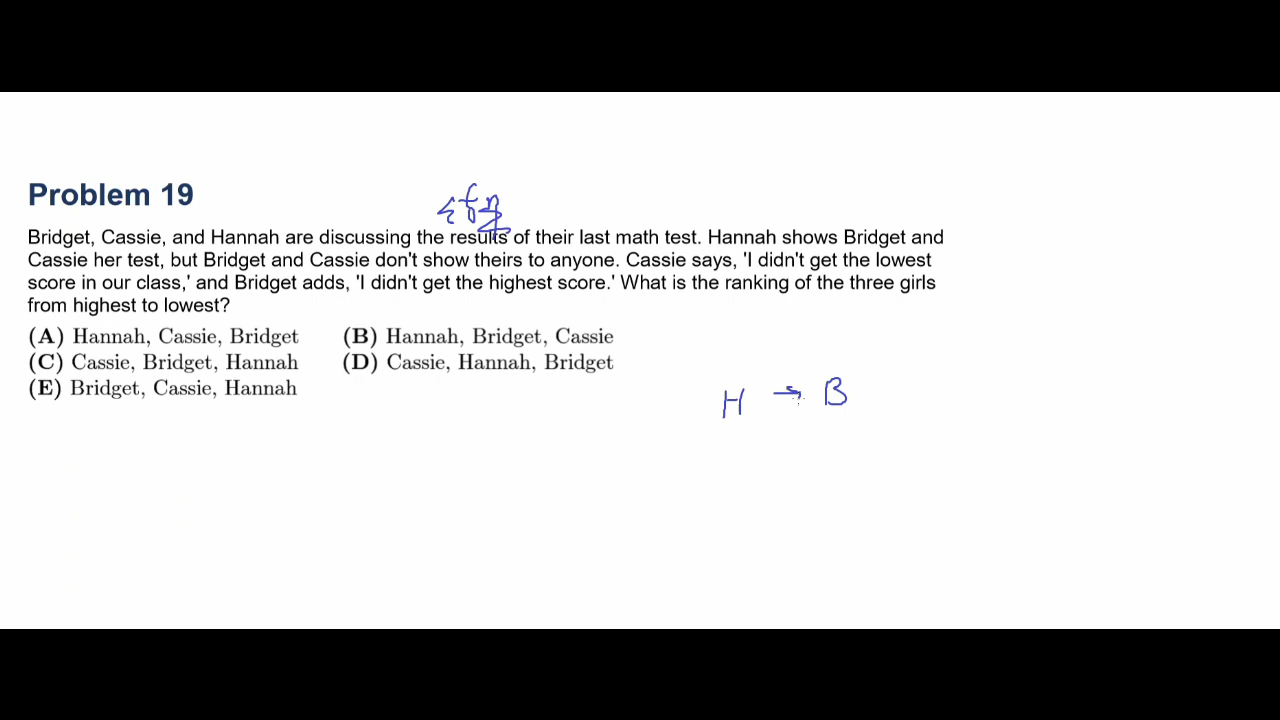 Problem 19
Bridget, Cassie, and Hannah are discussing the results of their last math test. Hannah shows Bridget and
Cassie her test, but Bridget and Cassie don't show theirs to anyone. Cassie says, 'I didn't get the lowest
score in our class,' and Bridget adds, 'I didn't get the highest score.' What is the ranking of the three girls
from highest to lowest?
(A) Hannah, Cassie, Bridget (B) Hannah, Bridget, Cassie
(C) Cassie, Bridget, Hannah (D) Cassie, Hannah, Bridget
(E) Bridget, Cassie, Hannah
H → B